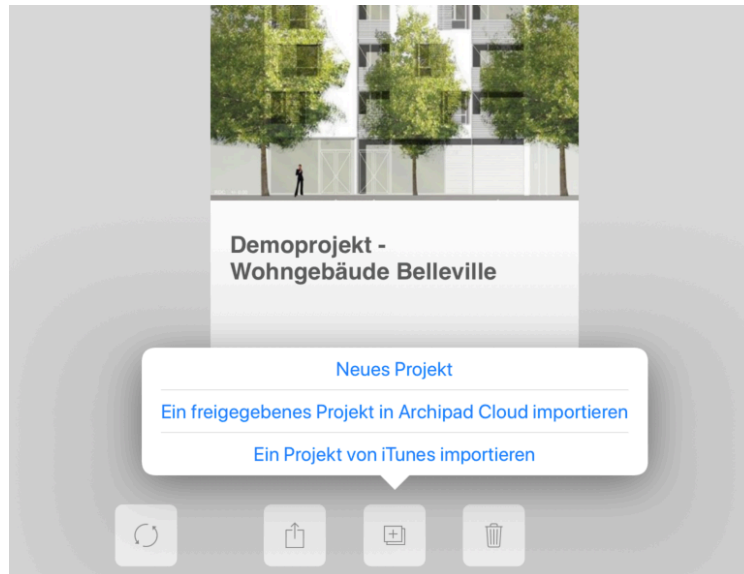 Demoprojekt -
Wohngebäude Belleville
Neues Projekt
Ein freigegebenes Projekt in Archipad Cloud importieren
Ein Projekt von iTunes importieren